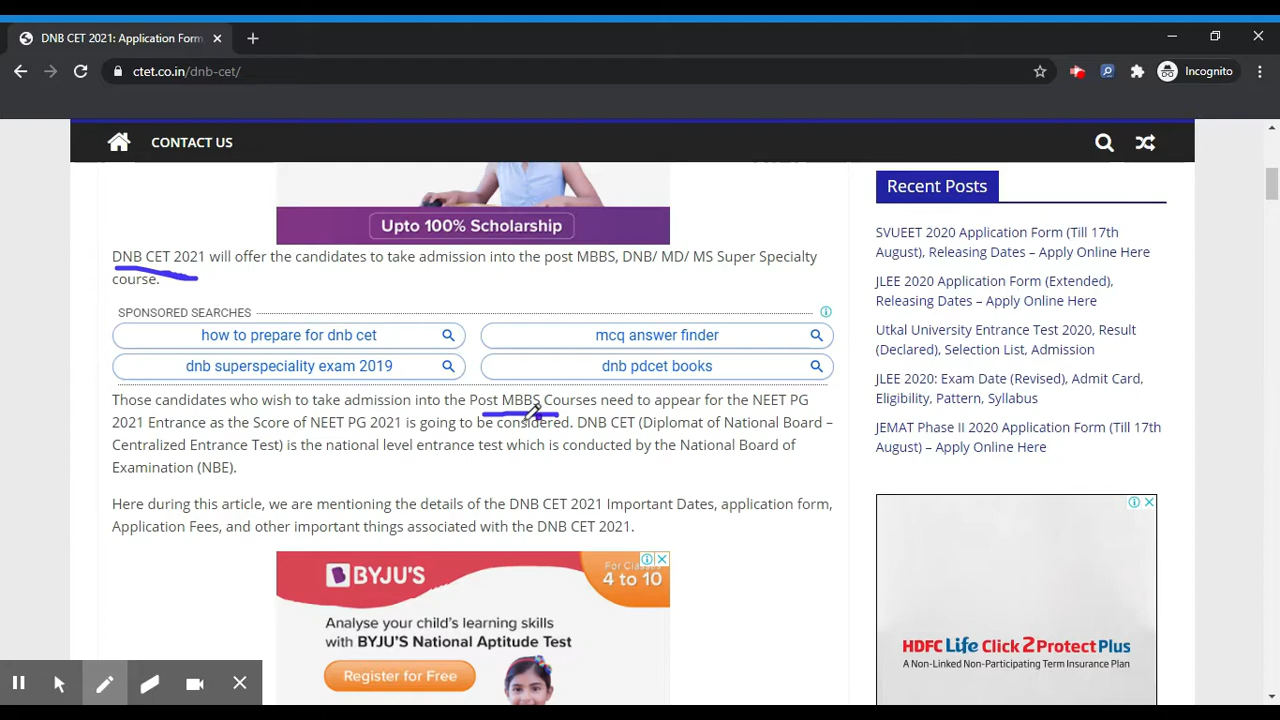 DNB CET 2021: Application Form
ctet.co.in/dnb-cet/
Incognito
CONTACT US
Upto 100% Scholarship
DNB CET 2021 will offer the candidates to take admission into the post MBBS, DNB/ MD/ MS Super Specialty
course.
SPONSORED SEARCHES
how to prepare for dnb cet
mcq answer finder
dnb superspeciality exam 2019
dnb pdcet books
Those candidates who wish to take admission into the Post MBBS Courses need to appear for the NEET PG
2021 Entrance as the Score of NEET PG 2021 is going to be considered. DNB CET (Diplomat of National Board –
Centralized Entrance Test) is the national level entrance test which is conducted by the National Board of
Examination (NBE).
Here during this article, we are mentioning the details of the DNB CET 2021 Important Dates, application form,
Application Fees, and other important things associated with the DNB CET 2021.
BYJU'S
For Classes
4 to 10
Analyse your child's learning skills
with BYJU'S National Aptitude Test
Register for Free
Recent Posts
SVUEET 2020 Application Form (Till 17th
August), Releasing Dates – Apply Online Here
JLEE 2020 Application Form (Extended),
Releasing Dates – Apply Online Here
Utkal University Entrance Test 2020, Result
(Declared), Selection List, Admission
JLEE 2020: Exam Date (Revised), Admit Card,
Eligibility, Pattern, Syllabus
JEMAT Phase II 2020 Application Form (Till 17th
August) – Apply Online Here
HDFC Life Click 2 Protect Plus
A Non-Linked Non-Participating Term Insurance Plan